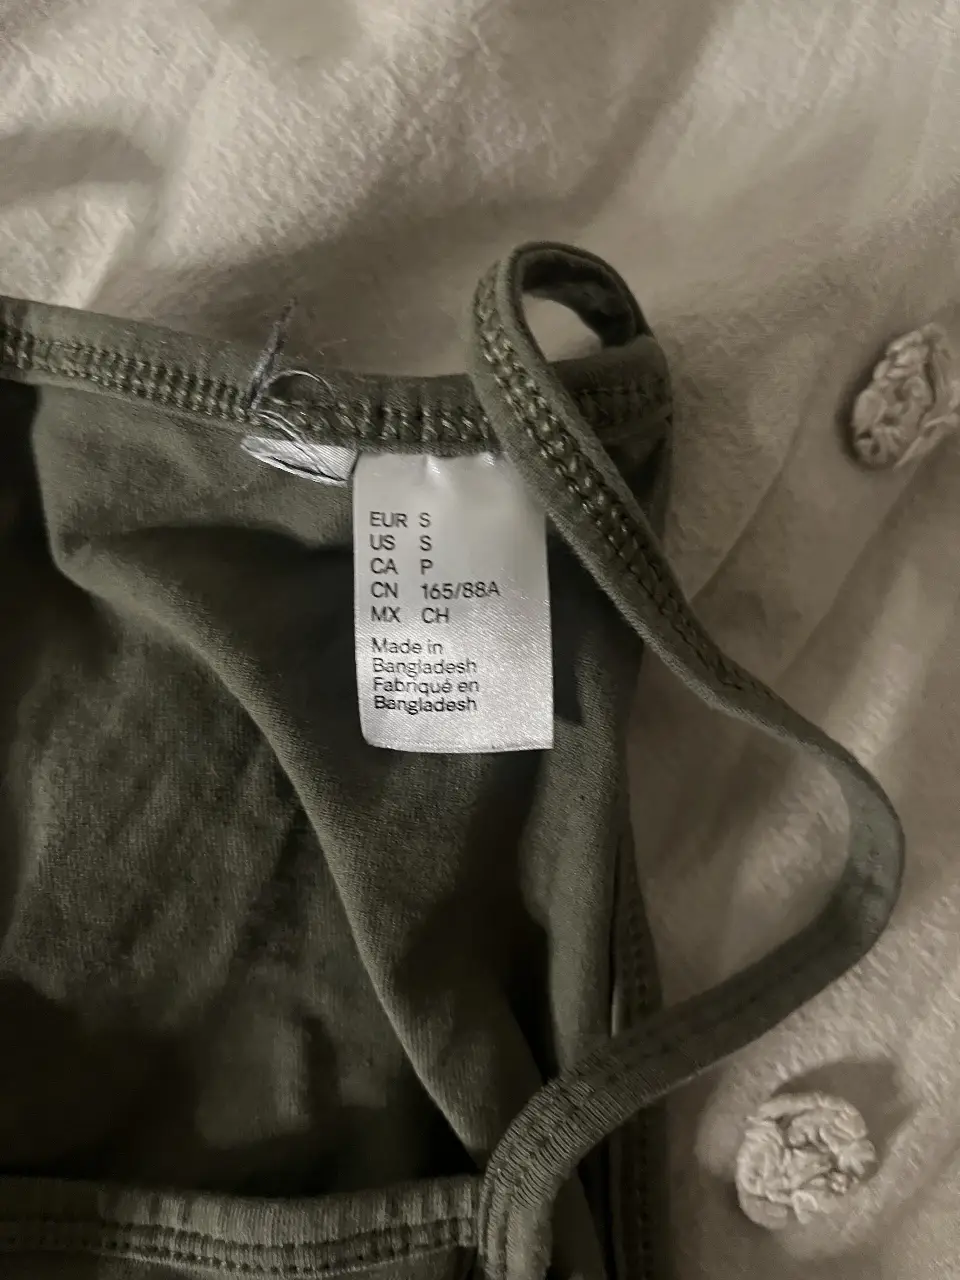 EUR S
US S
CA P
CN 165/88A
MX CH
Made in
Bangladesh
Fabriqué en
Bangladesh